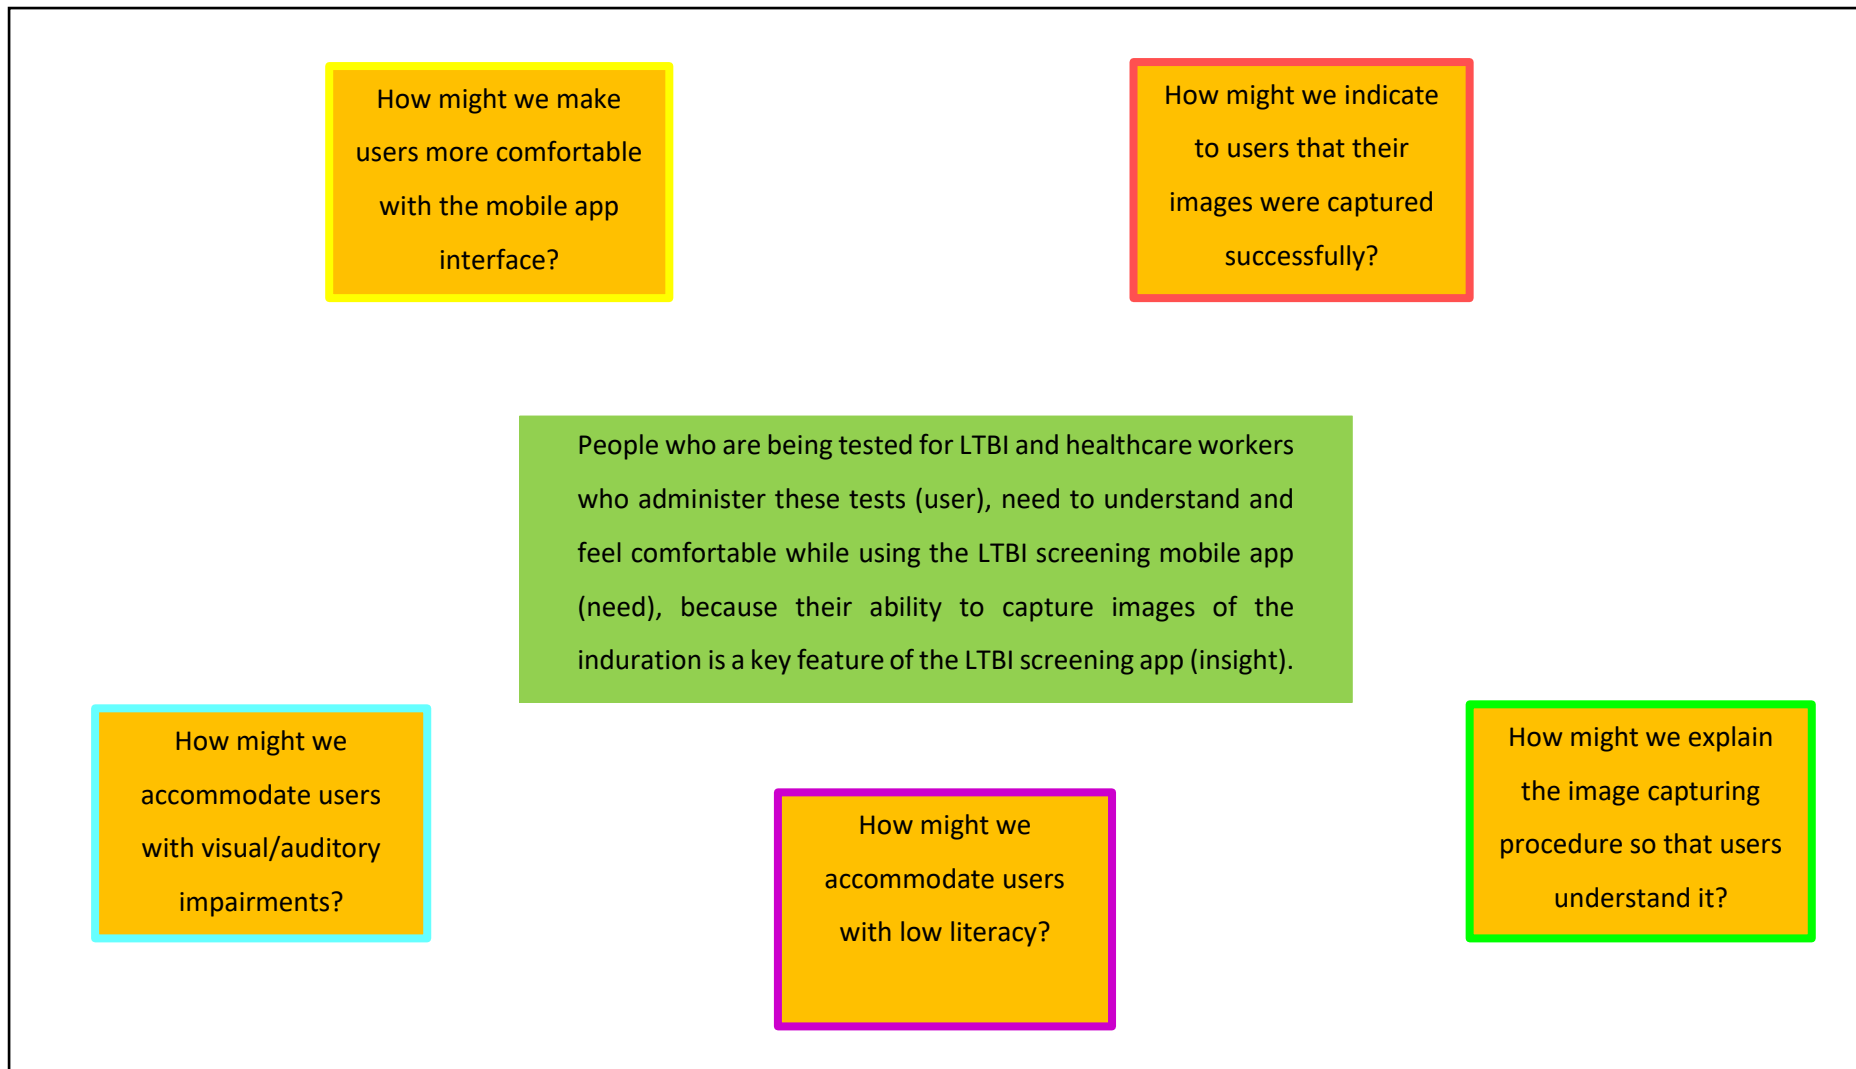 How might we make
users more comfortable
with the mobile app
interface?
How might we indicate
to users that their
images were captured
successfully?
People who are being tested for LTBI and healthcare workers
who administer these tests (user), need to understand and
feel comfortable while using the LTBI screening mobile app
(need), because their ability to capture images of the
induration is a key feature of the LTBI screening app (insight).
How might we
accommodate users
with visual/auditory
impairments?
How might we
accommodate users
with low literacy?
How might we explain
the image capturing
procedure so that users
understand it?